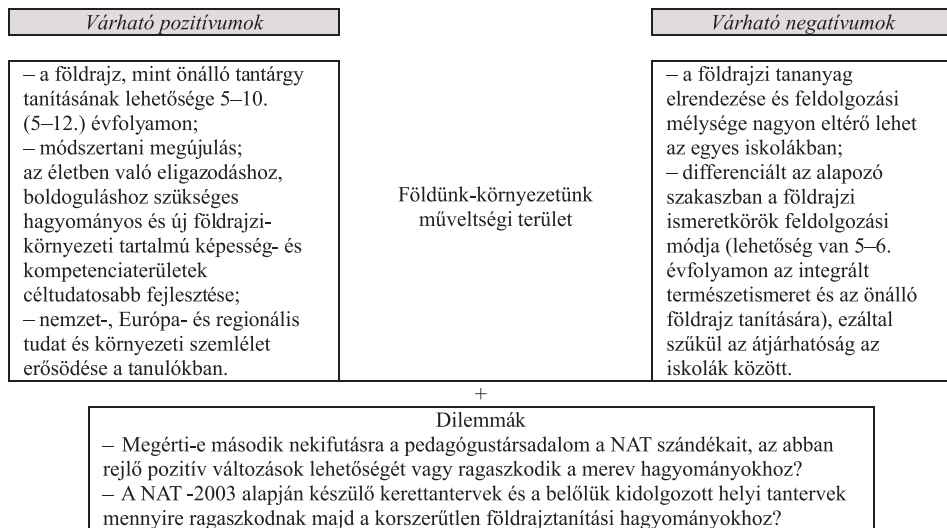 Várható pozitívumok
– a földrajz, mint önálló tantárgy
tanításának lehetősége 5–10.
(5–12.) évfolyamon;
– módszertani megújulás;
az életben való eligazodáshoz,
boldoguláshoz szükséges
hagyományos és új földrajzi-
környezeti tartalmú képesség- és
kompetenciaterületek
céltudatosabb fejlesztése;
– nemzet-, Európa- és regionális
tudat és környezeti szemlélet
erősödése a tanulókban.
Földünk-környezetünk
műveltségi terület
Várható negatívumok
– a földrajzi tananyag
elrendezése és feldolgozási
mélysége nagyon eltérő lehet
az egyes iskolákban;
– differenciált az alapozó
szakaszban a földrajzi
ismeretkörök feldolgozási
módja (lehetőség van 5–6.
évfolyamon az integrált
természetismeret és az önálló
földrajz tanítására), ezáltal
szűkül az átjárhatóság az
iskolák között.
+
Dilemmák
– Megérti-e második nekifutásra a pedagógustársadalom a NAT szándékait, az abban
rejlő pozitív változások lehetőségét vagy ragaszkodik a merev hagyományokhoz?
– A NAT -2003 alapján készülő kerettantervek és a belőlük kidolgozott helyi tantervek
mennyire ragaszkodnak majd a korszerűtlen földrajztanítási hagyományokhoz?